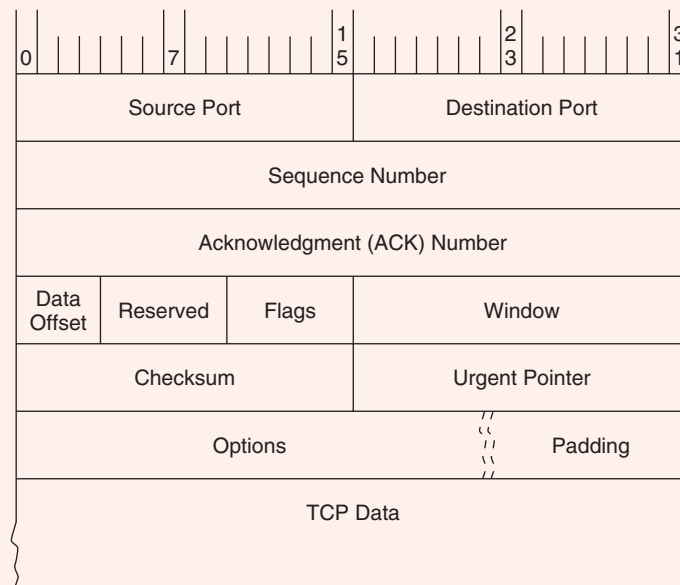 0 7 1 5 2 3 3 1
Source Port Destination Port
Sequence Number
Acknowledgment (ACK) Number
Data Offset Reserved Flags Window
Checksum Urgent Pointer
Options Padding
TCP Data